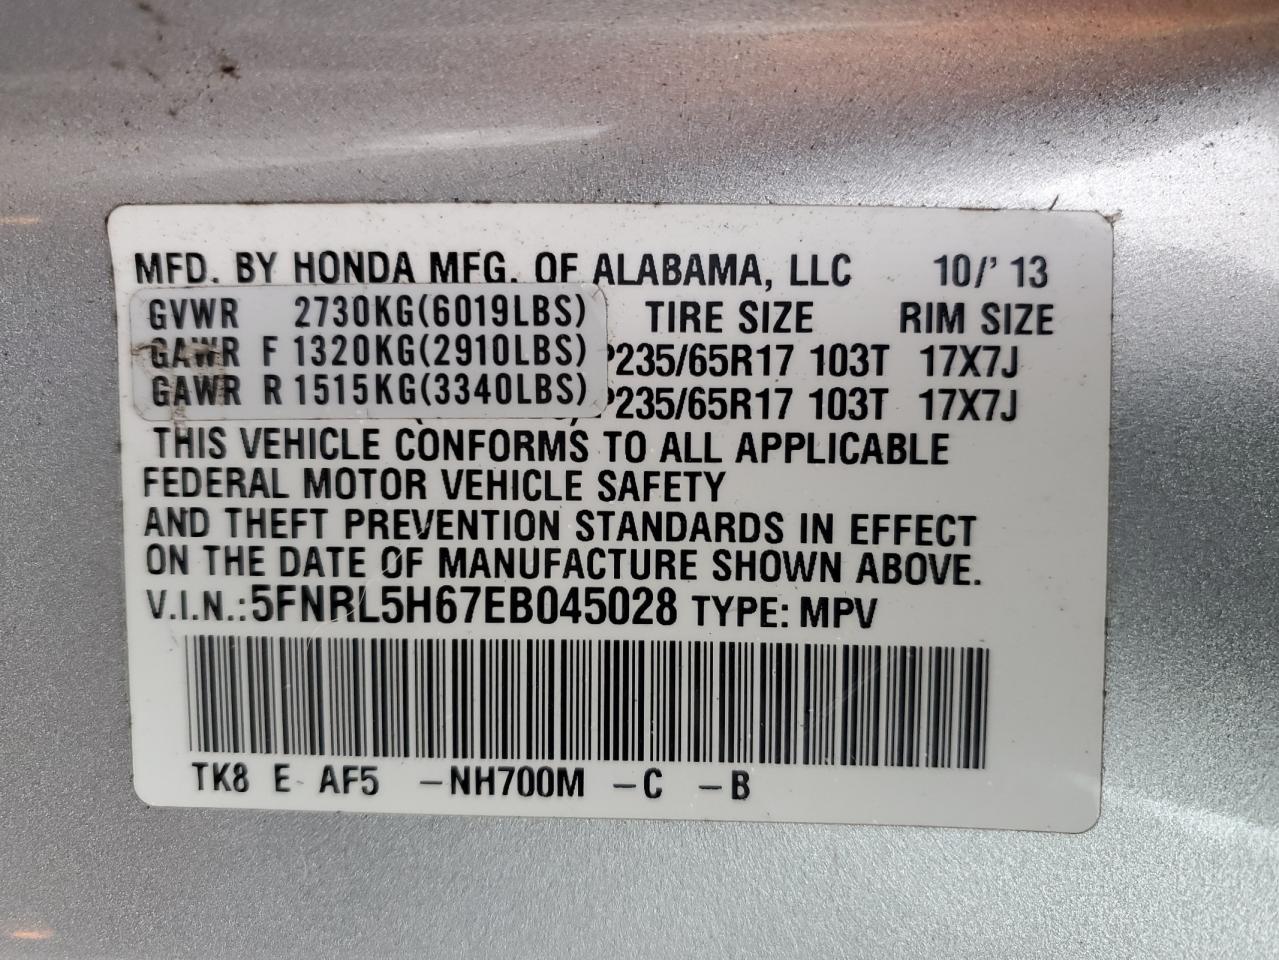 MFD. BY HONDA MFG. OF ALABAMA, LLC 10/' 13
GVWR 2730KG(6019LBS) TIRE SIZE RIM SIZE
GAWR F 1320KG(2910LBS) P235/65R17 103T 17X7J
GAWR R 1515KG(3340LBS) P235/65R17 103T 17X7J
THIS VEHICLE CONFORMS TO ALL APPLICABLE
FEDERAL MOTOR VEHICLE SAFETY
AND THEFT PREVENTION STANDARDS IN EFFECT
ON THE DATE OF MANUFACTURE SHOWN ABOVE.
V.I.N.:5FNRL5H67EB045028 TYPE: MPV
TK8 E AF5 -NH700M -C -B